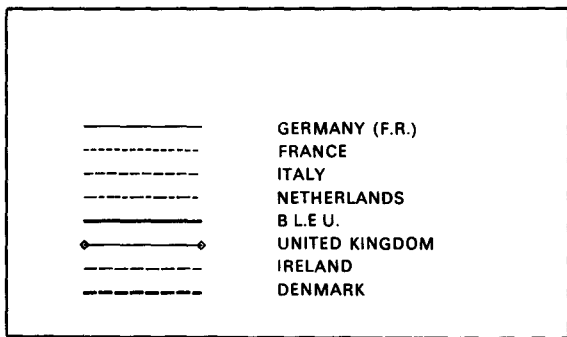 GERMANY (F.R.)
FRANCE
ITALY
NETHERLANDS
B L.E U.
UNITED KINGDOM
IRELAND
DENMARK